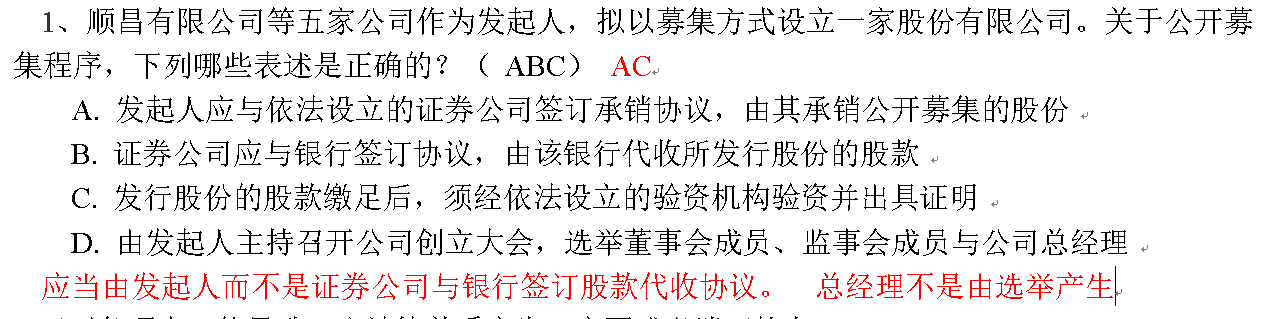 1、顺昌有限公司等五家公司作为发起人，拟以募集方式设立一家股份有限公司。关于公开募
集程序，下列哪些表述是正确的？（ ABC） AC
A. 发起人应与依法设立的证券公司签订承销协议，由其承销公开募集的股份
B. 证券公司应与银行签订协议，由该银行代收所发行股份的股款
C. 发行股份的股款缴足后，须经依法设立的验资机构验资并出具证明
D. 由发起人主持召开公司创立大会，选举董事会成员、监事会成员与公司总经理
应当由发起人而不是证券公司与银行签订股款代收协议。 总经理不是由选举产生